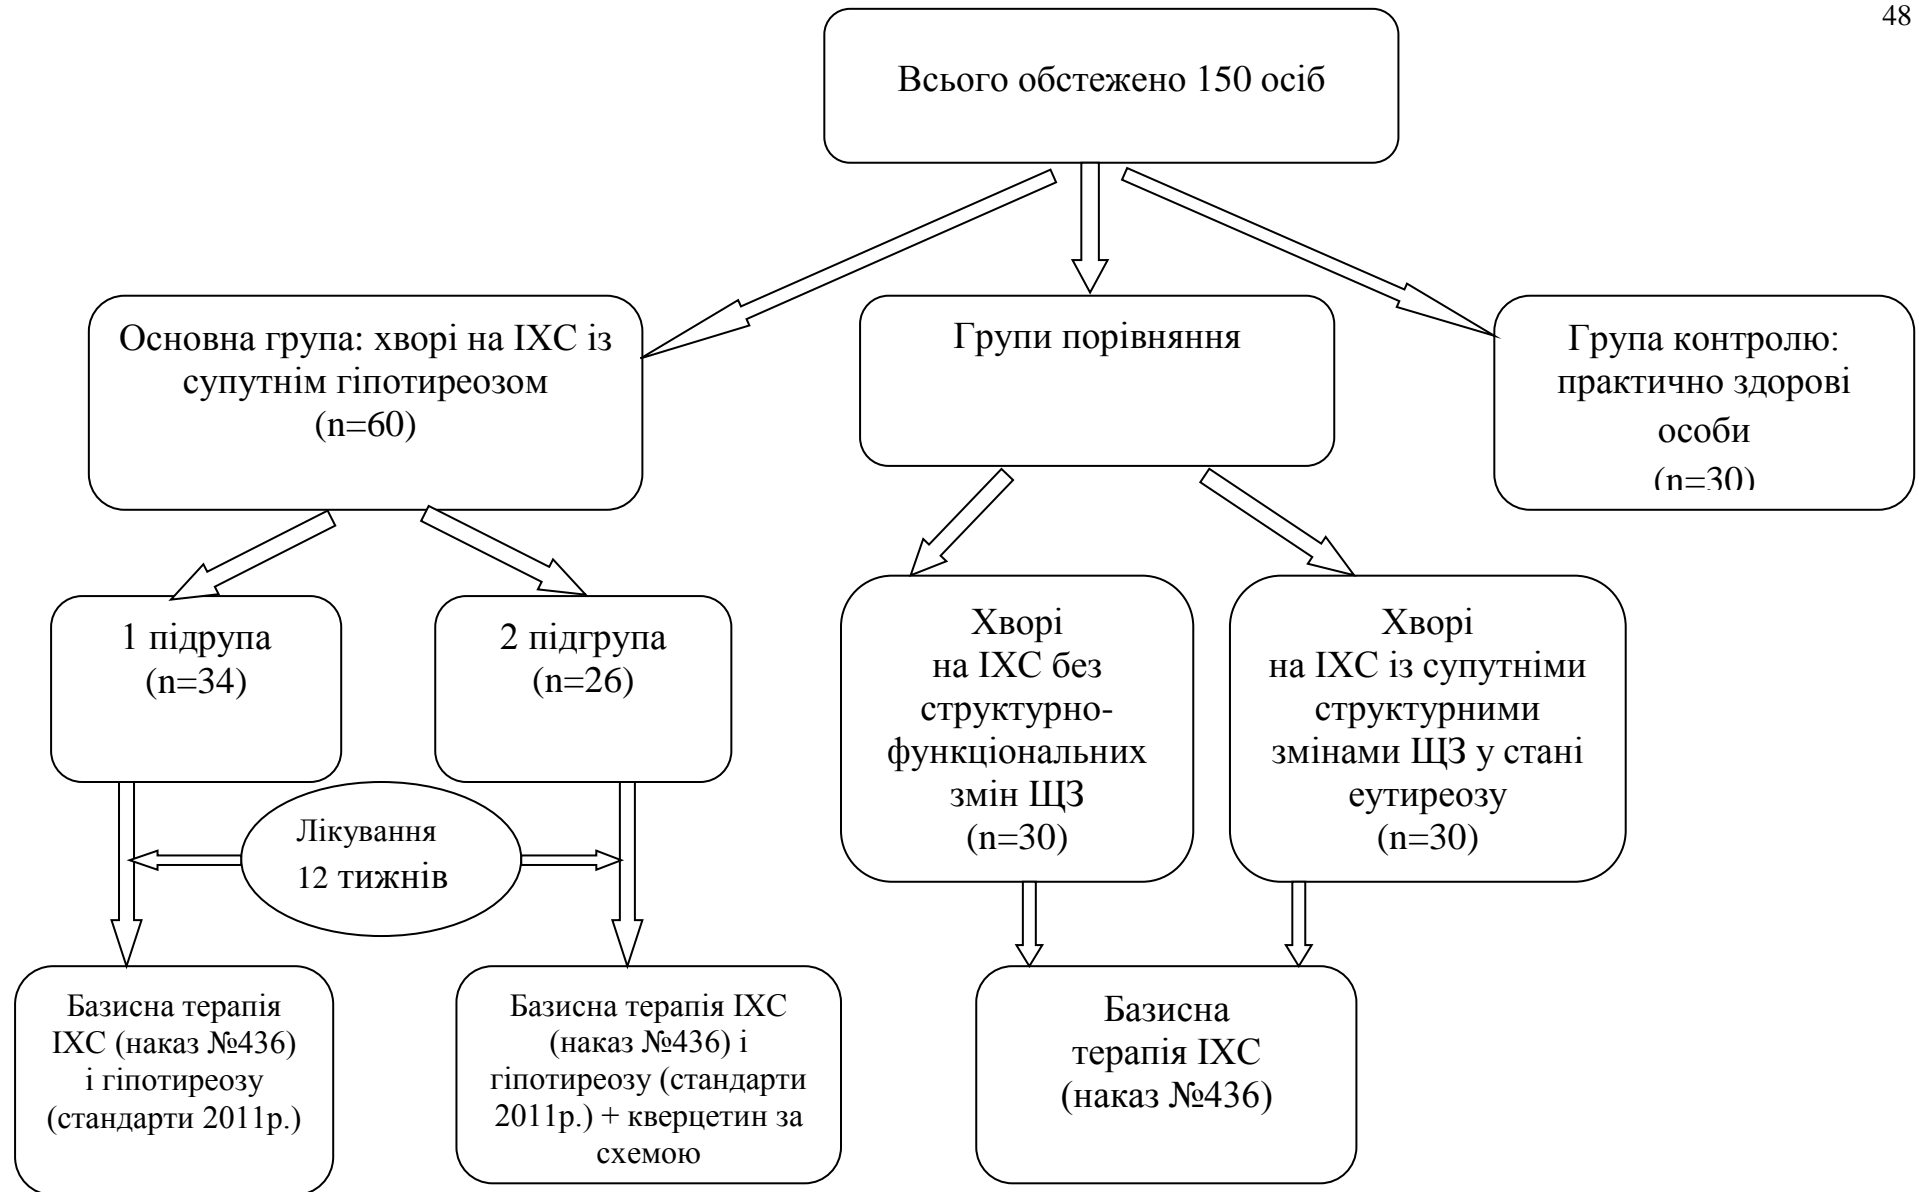 48
Всього обстежено 150 осіб
Основна група: хворі на ІХС із
супутнім гіпотиреозом
(n=60)
Групи порівняння
Група контролю:
практично здорові
особи
(n=30)
1 підрупа
(n=34)
2 підгрупа
(n=26)
Хворі
на ІХС без
структурно-
функціональних
змін ЩЗ
(n=30)
Хворі
на ІХС із супутніми
структурними
змінами ЩЗ у стані
еутиреозу
(n=30)
Лікування
12 тижнів
Базисна терапія
ІХС (наказ №436)
і гіпотиреозу
(стандарти 2011р.)
Базисна терапія ІХС
(наказ №436) і
гіпотиреозу (стандарти
2011р.) + кверцетин за
схемою
Базисна
терапія ІХС
(наказ №436)